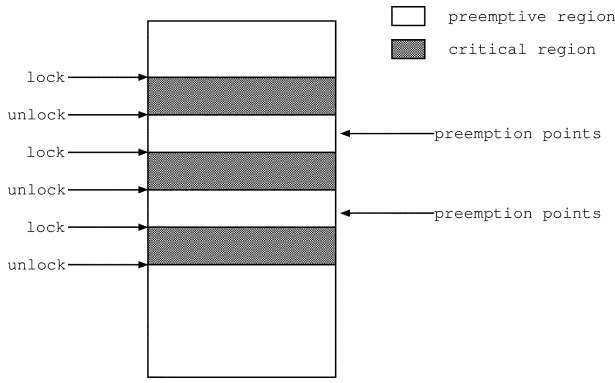 preemptive region
critical region
lock
unlock
preemption points
lock
unlock
preemption points
lock
unlock